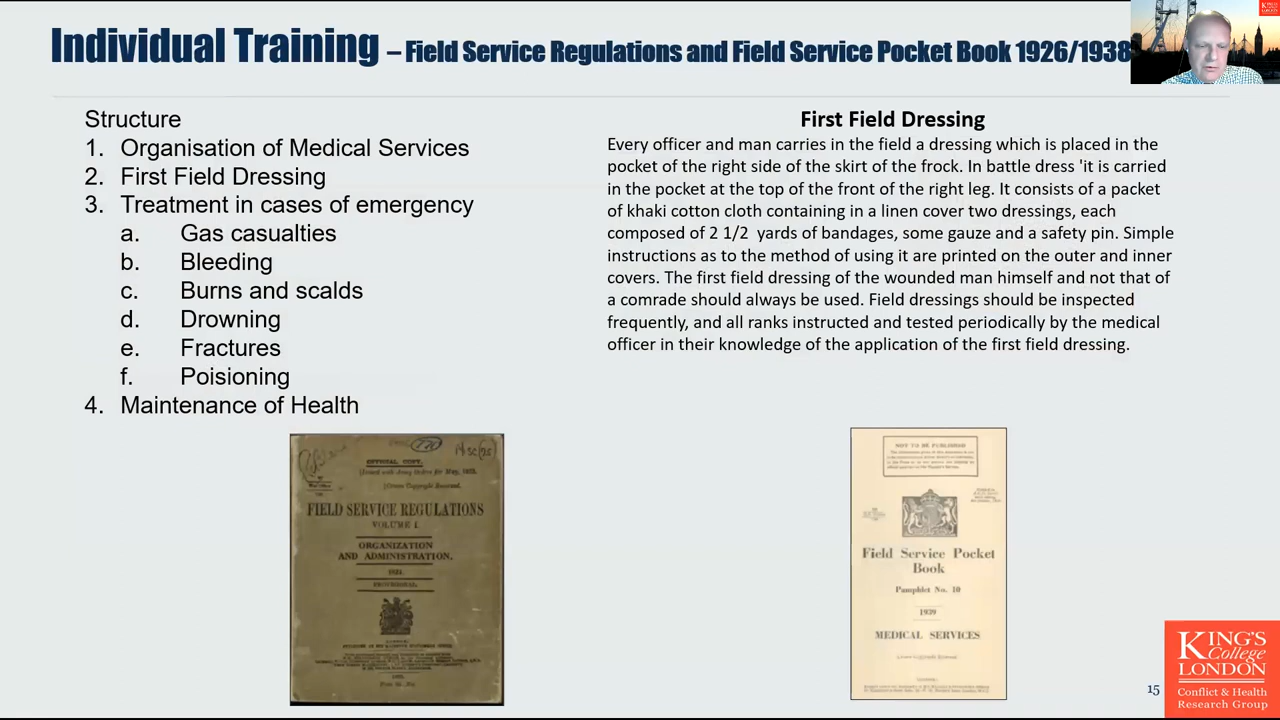 Individual Training – Field Service Regulations and Field Service Pocket Book 1926/1938
Structure
1. Organisation of Medical Services
2. First Field Dressing
3. Treatment in cases of emergency
a. Gas casualties
b. Bleeding
c. Burns and scalds
d. Drowning
e. Fractures
f. Poisioning
4. Maintenance of Health
First Field Dressing
Every officer and man carries in the field a dressing which is placed in the
pocket of the right side of the skirt of the frock. In battle dress 'it is carried
in the pocket at the top of the front of the right leg. It consists of a packet
of khaki cotton cloth containing in a linen cover two dressings, each
composed of 2 1/2 yards of bandages, some gauze and a safety pin. Simple
instructions as to the method of using it are printed on the outer and inner
covers. The first field dressing of the wounded man himself and not that of
a comrade should always be used. Field dressings should be inspected
frequently, and all ranks instructed and tested periodically by the medical
officer in their knowledge of the application of the first field dressing.
OFFICIAL COPY.
FIELD SERVICE REGULATIONS
VOLUME I.
ORGANIZATION
AND ADMINISTRATION.
PROVISIONAL.
NOT TO BE PUBLISHED
Field Service Pocket
Book
Pamphlet No. 10
1939
MEDICAL SERVICES
KING'S
College
LONDON
Conflict & Health
Research Group
15
KING'S
College
LONDON